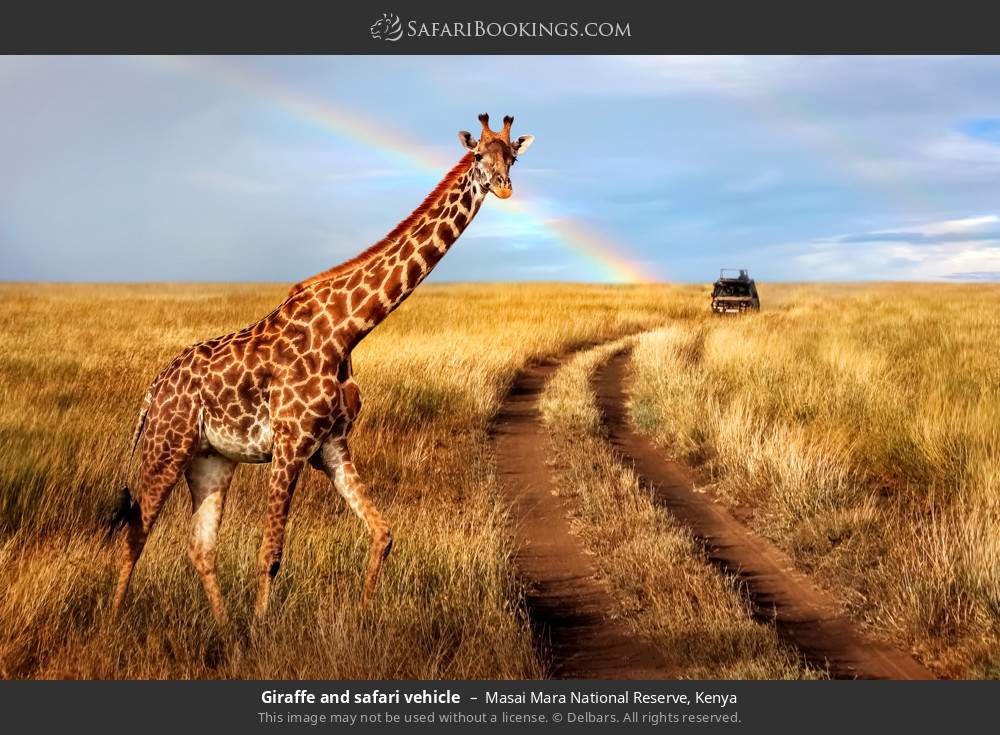 SafariBookings.com
Giraffe and safari vehicle – Masai Mara National Reserve, Kenya
This image may not be used without a license. © Delbars. All rights reserved.